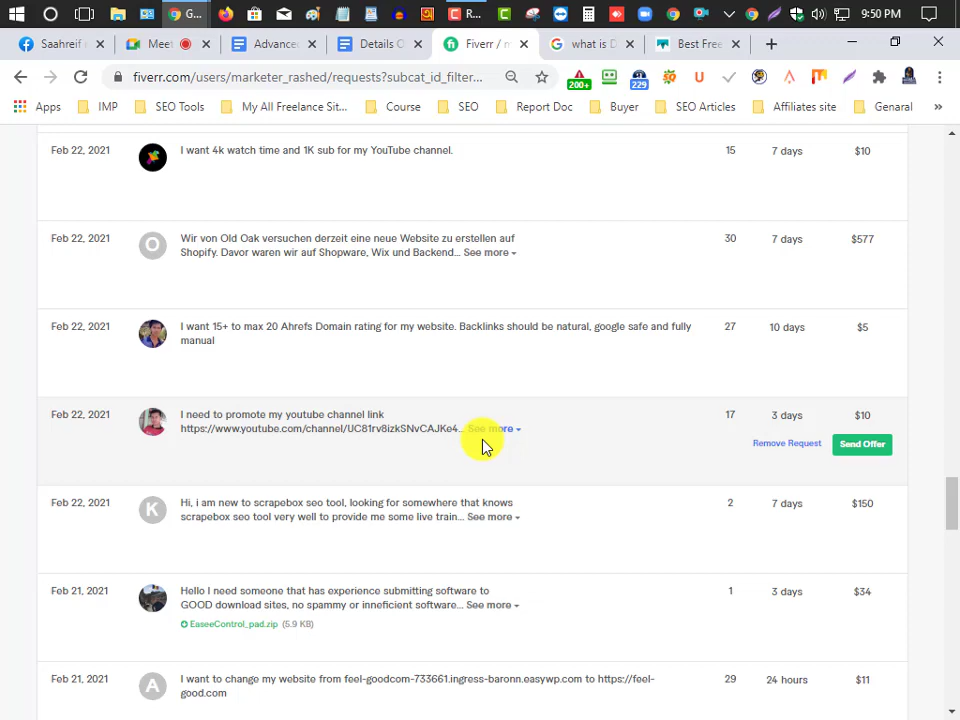 G...
R...
9:50 PM
Saahreif
Meet
Advance
Details O
Fiverr / m
what is D
Best Free
fiverr.com/users/marketer_rashed/requests?subcat_id_filter...
200+
229
Apps
IMP
SEO Tools
My All Freelance Sit...
Course
SEO
Report Doc
Buyer
SEO Articles
Affiliates site
Genaral
»
Feb 22, 2021
I want 4k watch time and 1K sub for my YouTube channel.
15
7 days
$10
Feb 22, 2021
O
Wir von Old Oak versuchen derzeit eine neue Website zu erstellen auf
Shopify. Davor waren wir auf Shopware, Wix und Backend... See more
30
7 days
$577
Feb 22, 2021
I want 15+ to max 20 Ahrefs Domain rating for my website. Backlinks should be natural, google safe and fully
manual
27
10 days
$5
Feb 22, 2021
I need to promote my youtube channel link
https://www.youtube.com/channel/UC81rv8izkSNvCAJKe4... See more
17
3 days
$10
Remove Request
Send Offer
Feb 22, 2021
K
Hi, i am new to scrapebox seo tool, looking for somewhere that knows
scrapebox seo tool very well to provide me some live train... See more
2
7 days
$150
Feb 21, 2021
Hello I need someone that has experience submitting software to
GOOD download sites, no spammy or inneficient software... See more
EaseeControl_pad.zip (5.9 KB)
1
3 days
$34
Feb 21, 2021
A
I want to change my website from feel-goodcom-733661.ingress-baronn.easywp.com to https://feel-
good.com
29
24 hours
$11